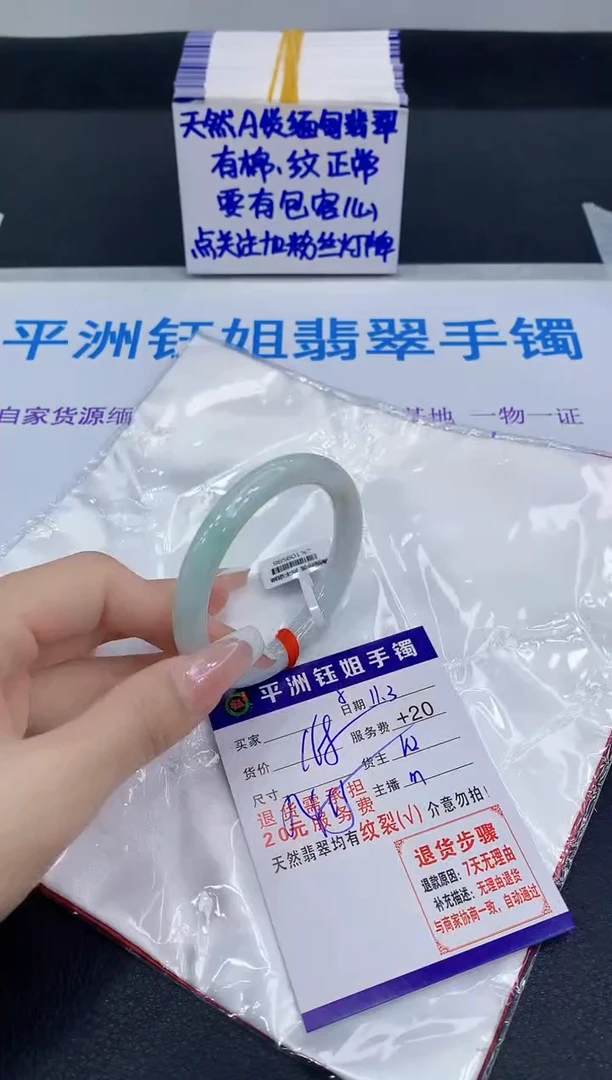 天然A货缅甸翡翠
有棉、纹正常
要有包容心
点关注加粉丝灯牌
平洲钰姐翡翠手镯
自家货源缅
基地 一物一证
平洲钰姐手镯
日期 11.3
买家
服务费 +20
货价 168
货主
尺寸
主播 m
退货需承担
20元服务费
天然翡翠均有纹裂(√) 介意勿拍!
退货步骤
退款原因: 7天无理由
补充描述: 无理由退货
与商家协商一致, 自动通过